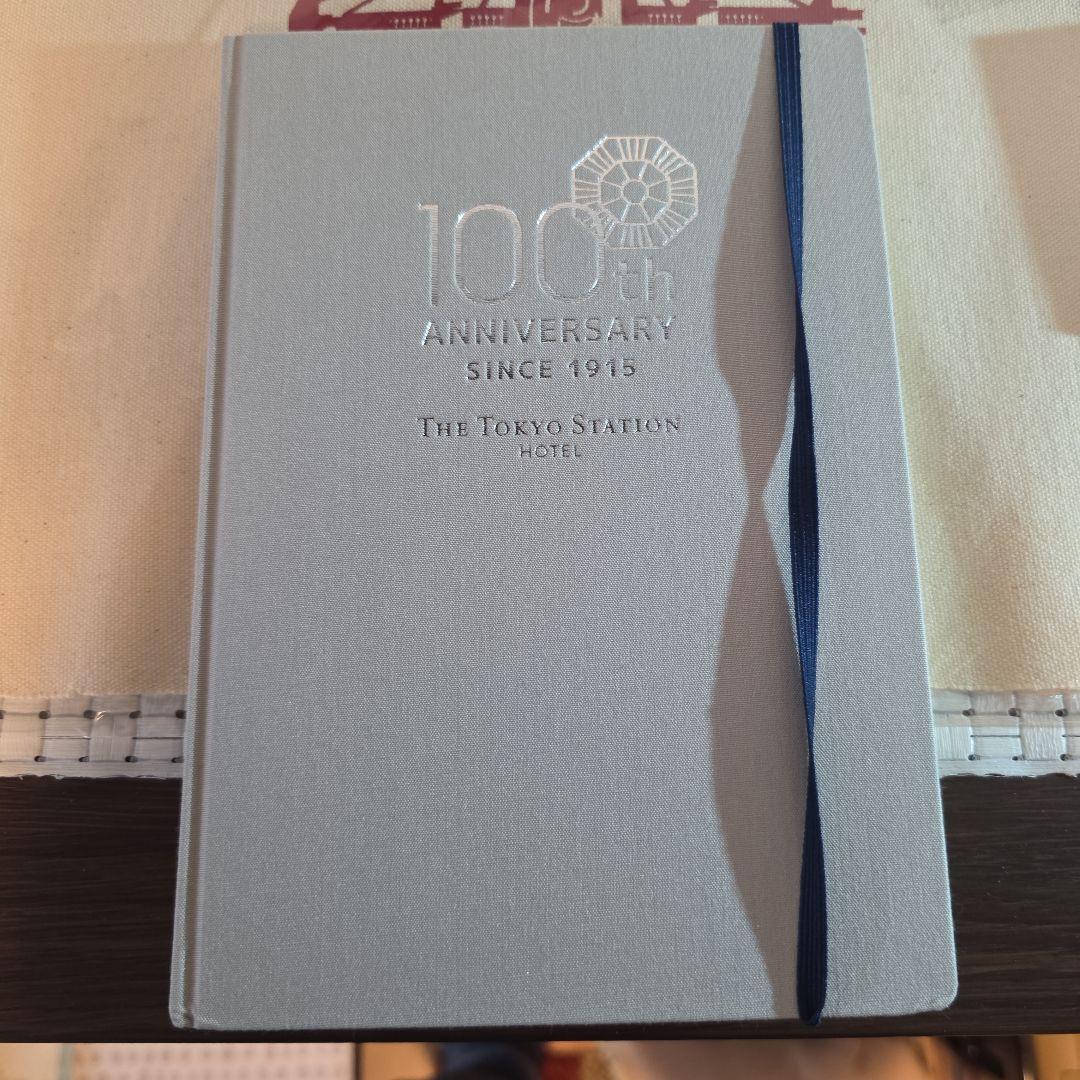 100th
ANNIVERSARY
SINCE 1915
THE TOKYO STATION
HOTEL